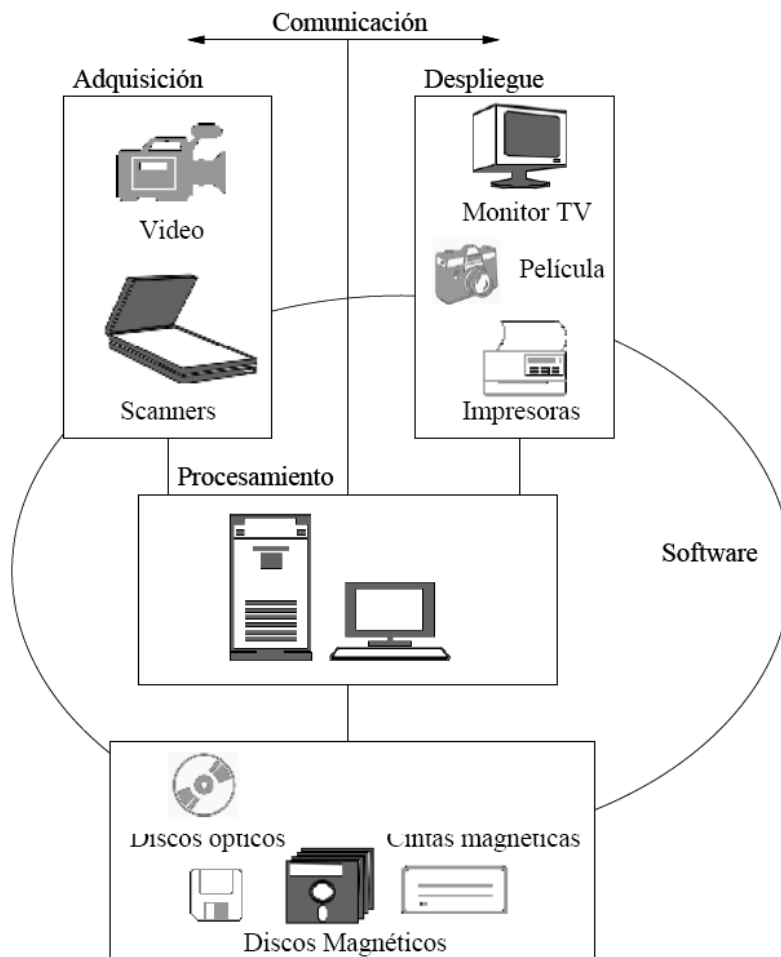 Comunicación
Adquisición
Despliegue
Video
Scanners
Monitor TV
Película
Impresoras
Procesamiento
Software
Discos ópticos
Cintas magnéticas
Discos Magnéticos